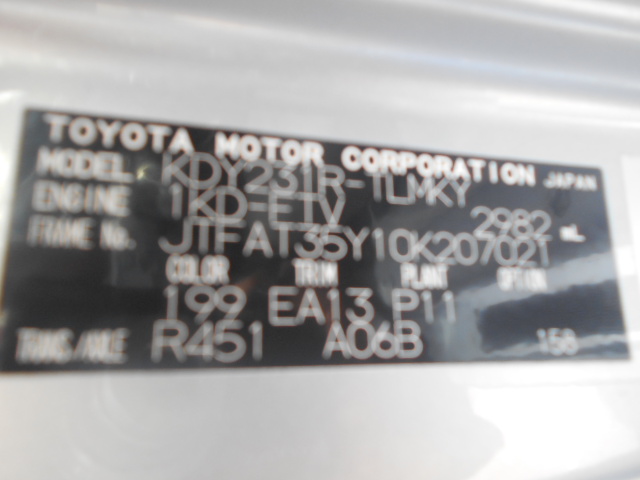 TOYOTA MOTOR CORPORATION JAPAN
MODEL KDY231R-TLMKY
ENGINE 1KD-FTV 2982 mL
FRAME No. JTFAT35Y10K207021
COLOR TRIM PLANT OPTION
199 EA13 P11
TRANS/AXLE R451 A06B 158